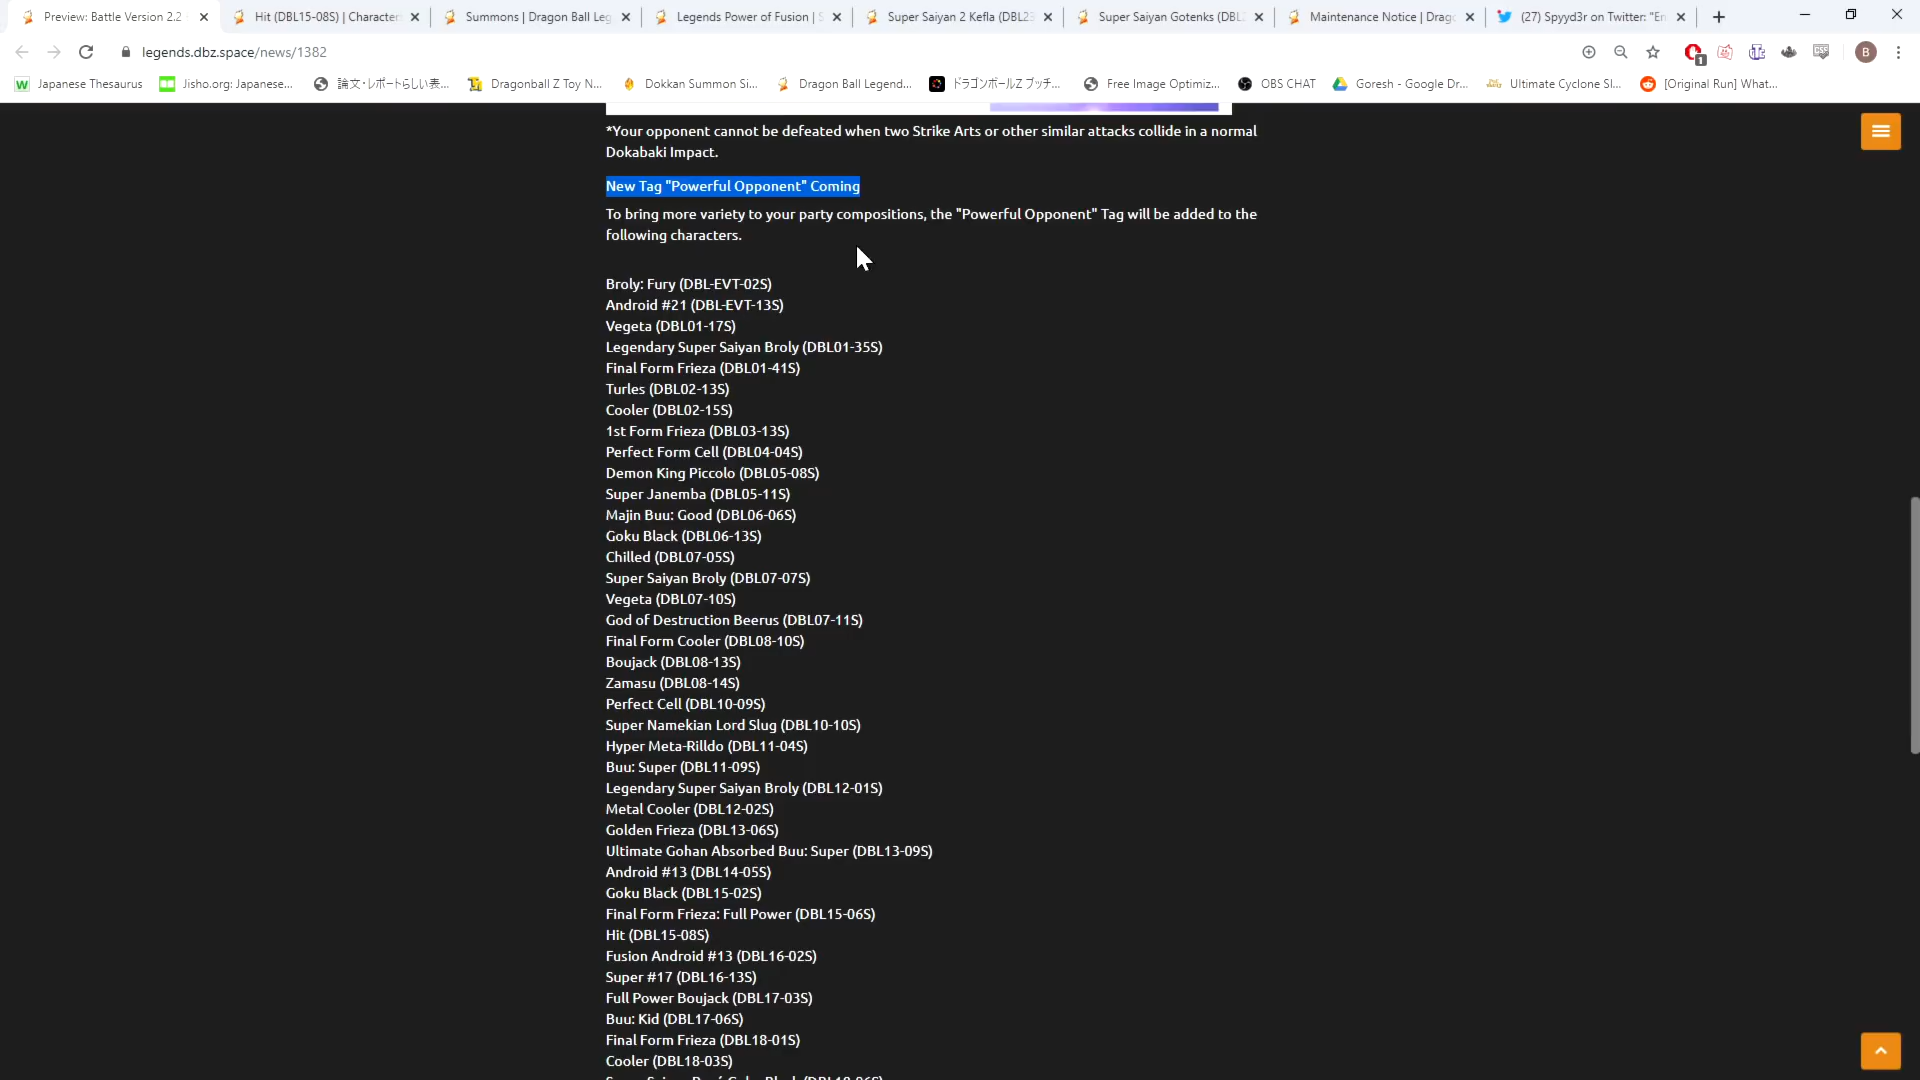 Preview: Battle Version 2.2
Hit (DBL15-08S) | Character
Summons | Dragon Ball Leg
Legends Power of Fusion | S
Super Saiyan 2 Kefla (DBL23
Super Saiyan Gotenks (DBL2
Maintenance Notice | Drago
(27) Spyyd3r on Twitter: "En
legends.dbz.space/news/1382
1
B
Japanese Thesaurus
Jisho.org: Japanese...
論文・レポートらしい表...
Dragonball Z Toy N...
Dokkan Summon Si...
Dragon Ball Legend...
ドラゴンボールZ ブッチ...
Free Image Optimiz...
OBS CHAT
Goresh - Google Dr...
Ultimate Cyclone Sl...
[Original Run] What...
*Your opponent cannot be defeated when two Strike Arts or other similar attacks collide in a normal
Dokabaki Impact.
New Tag "Powerful Opponent" Coming
To bring more variety to your party compositions, the "Powerful Opponent" Tag will be added to the
following characters.
Broly: Fury (DBL-EVT-02S)
Android #21 (DBL-EVT-13S)
Vegeta (DBL01-17S)
Legendary Super Saiyan Broly (DBL01-35S)
Final Form Frieza (DBL01-41S)
Turles (DBL02-13S)
Cooler (DBL02-15S)
1st Form Frieza (DBL03-13S)
Perfect Form Cell (DBL04-04S)
Demon King Piccolo (DBL05-08S)
Super Janemba (DBL05-11S)
Majin Buu: Good (DBL06-06S)
Goku Black (DBL06-13S)
Chilled (DBL07-05S)
Super Saiyan Broly (DBL07-07S)
Vegeta (DBL07-10S)
God of Destruction Beerus (DBL07-11S)
Final Form Cooler (DBL08-10S)
Boujack (DBL08-13S)
Zamasu (DBL08-14S)
Perfect Cell (DBL10-09S)
Super Namekian Lord Slug (DBL10-10S)
Hyper Meta-Rilldo (DBL11-04S)
Buu: Super (DBL11-09S)
Legendary Super Saiyan Broly (DBL12-01S)
Metal Cooler (DBL12-02S)
Golden Frieza (DBL13-06S)
Ultimate Gohan Absorbed Buu: Super (DBL13-09S)
Android #13 (DBL14-05S)
Goku Black (DBL15-02S)
Final Form Frieza: Full Power (DBL15-06S)
Hit (DBL15-08S)
Fusion Android #13 (DBL16-02S)
Super #17 (DBL16-13S)
Full Power Boujack (DBL17-03S)
Buu: Kid (DBL17-06S)
Final Form Frieza (DBL18-01S)
Cooler (DBL18-03S)